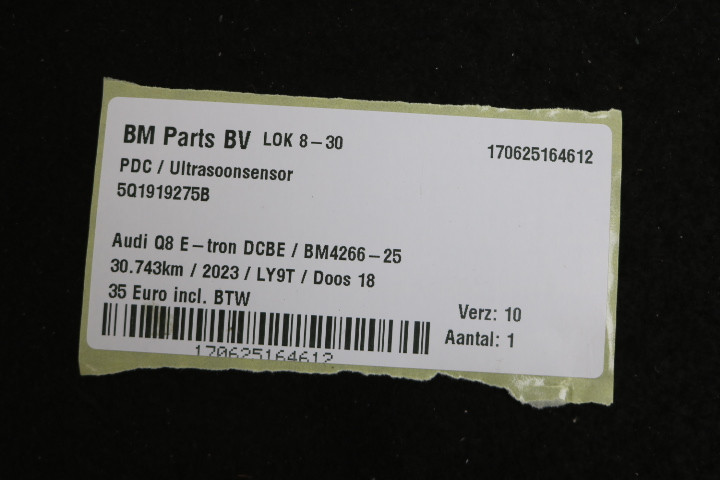 BM Parts BV LOK 8-30
170625164612
PDC / Ultrasoonsensor
5Q1919275B
Audi Q8 E-tron DCBE / BM4266-25
30.743km / 2023 / LY9T / Doos 18
35 Euro incl. BTW
Verz: 10
Aantal: 1
170625164612